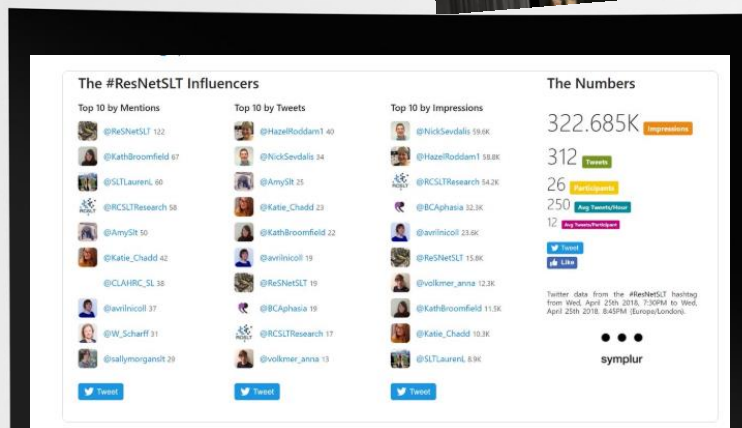 The #ResNetSLT Influencers
Top 10 by Mentions
@ReSNetSLT 122
@KathBroomfield 67
@SLTLaurenL 60
@RCSLTResearch 58
@AmySlt 50
@Katie_Chadd 42
@CLAHRC_SL 38
@avrilnicoll 37
@W_Scharff 31
@sallymorganslt 29
Tweet
Top 10 by Tweets
@HazelRoddam1 40
@NickSevdalis 34
@AmySlt 25
@Katie_Chadd 23
@KathBroomfield 22
@avrilnicoll 19
@ReSNetSLT 19
@BCAphasia 19
@RCSLTResearch 17
@volkmer_anna 13
Tweet
Top 10 by Impressions
@NickSevdalis 59.6K
@HazelRoddam1 58.8K
@RCSLTResearch 54.2K
@BCAphasia 32.3K
@avrilnicoll 23.6K
@ReSNetSLT 15.8K
@volkmer_anna 12.3K
@KathBroomfield 11.5K
@Katie_Chadd 10.3K
@SLTLaurenL 8.9K
Tweet
The Numbers
322.685K Impressions
312 Tweets
26 Participants
250 Avg Tweets/Hour
12 Avg Tweets/Participant
Tweet
Like
Twitter data from the #ResNetSLT hashtag
from Wed, April 25th 2018, 7:30PM to Wed,
April 25th 2018, 8:45PM (Europe/London).
symplur